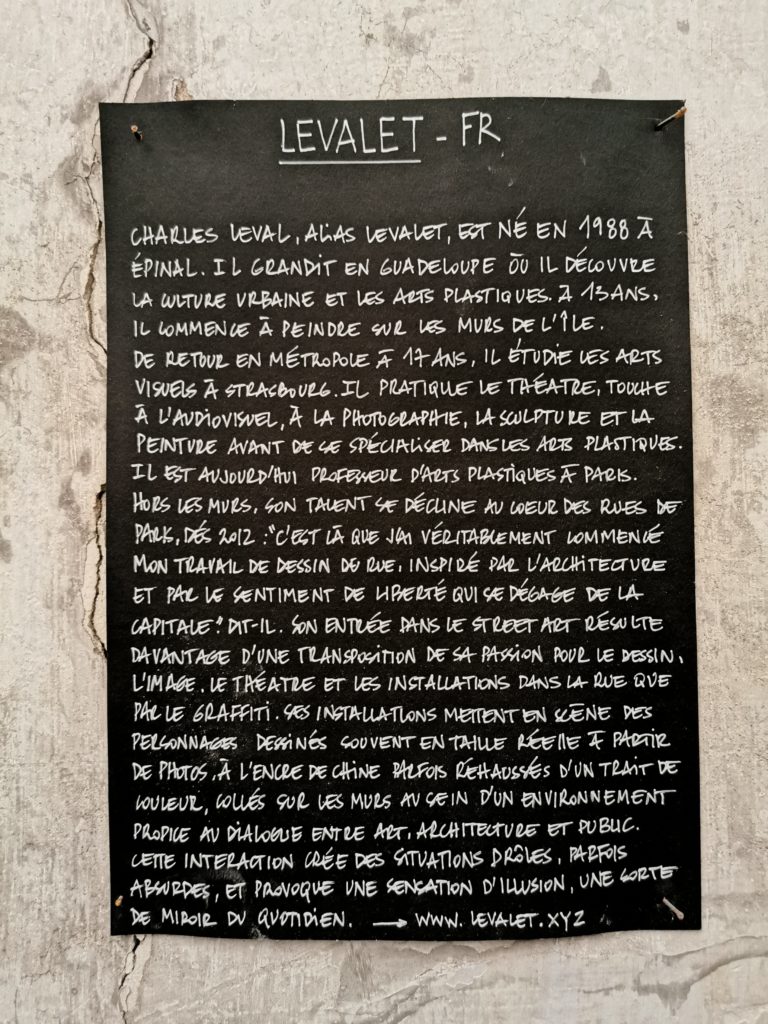 LEVALET - FR
CHARLES LEVAL, ALIAS LEVALET, EST NÉ EN 1988 À
ÉPINAL. IL GRANDIT EN GUADELOUPE OÙ IL DÉCOUVRE
LA CULTURE URBAINE ET LES ARTS PLASTIQUES. À 13 ANS,
IL COMMENCE À PEINDRE SUR LES MURS DE L'ÎLE.
DE RETOUR EN MÉTROPOLE À 17 ANS, IL ÉTUDIE LES ARTS
VISUELS À STRASBOURG. IL PRATIQUE LE THÉATRE, TOUCHE
À L'AUDIOVISUEL, À LA PHOTOGRAPHIE, LA SCULPTURE ET LA
PEINTURE AVANT DE SE SPÉCIALISER DANS LES ARTS PLASTIQUES.
IL EST AUJOURD'HUI PROFESSEUR D'ARTS PLASTIQUES À PARIS.
HORS LES MURS, SON TALENT SE DÉCLINE AU COEUR DES RUES DE
PARIS, DÉS 2012 : "C'EST LÀ QUE J'AI VÉRITABLEMENT COMMENCÉ
MON TRAVAIL DE DESSIN DE RUE, INSPIRÉ PAR L'ARCHITECTURE
ET PAR LE SENTIMENT DE LIBERTÉ QUI SE DÉGAGE DE LA
CAPITALE." DIT-IL. SON ENTRÉE DANS LE STREET ART RÉSULTE
DAVANTAGE D'UNE TRANSPOSITION DE SA PASSION POUR LE DESSIN,
L'IMAGE, LE THÉATRE ET LES INSTALLATIONS DANS LA RUE QUE
PAR LE GRAFFITI. SES INSTALLATIONS METTENT EN SCÈNE DES
PERSONNAGES DESSINÉS SOUVENT EN TAILLE RÉELLE À PARTIR
DE PHOTOS, À L'ENCRE DE CHINE PARFOIS RÉHAUSSÉS D'UN TRAIT DE
COULEUR, COLLÉS SUR LES MURS AU SEIN D'UN ENVIRONNEMENT
PROPICE AU DIALOGUE ENTRE ART, ARCHITECTURE ET PUBLIC.
CETTE INTERACTION CRÉE DES SITUATIONS DRÔLES, PARFOIS
ABSURDES, ET PROVOQUE UNE SENSATION D'ILLUSION, UNE SORTE
DE MIROIR DU QUOTIDIEN. → WWW.LEVALET.XYZ